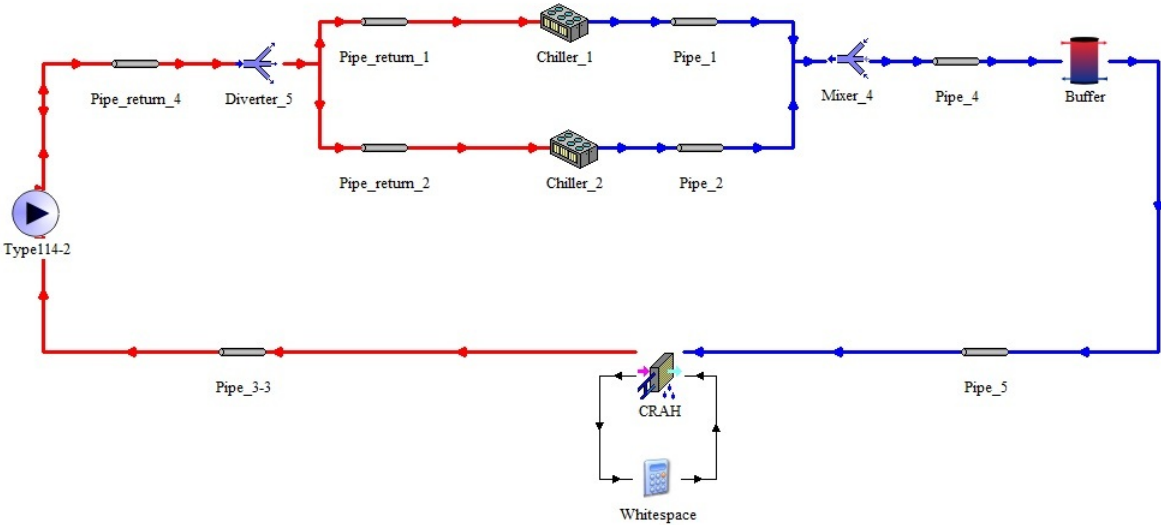 Pipe_return_1
Chiller_1
Pipe_1
Pipe_return_4
Diverter_5
Mixer_4
Pipe_4
Buffer
Pipe_return_2
Chiller_2
Pipe_2
Type114-2
Pipe_3-3
CRAH
Pipe_5
Whitespace